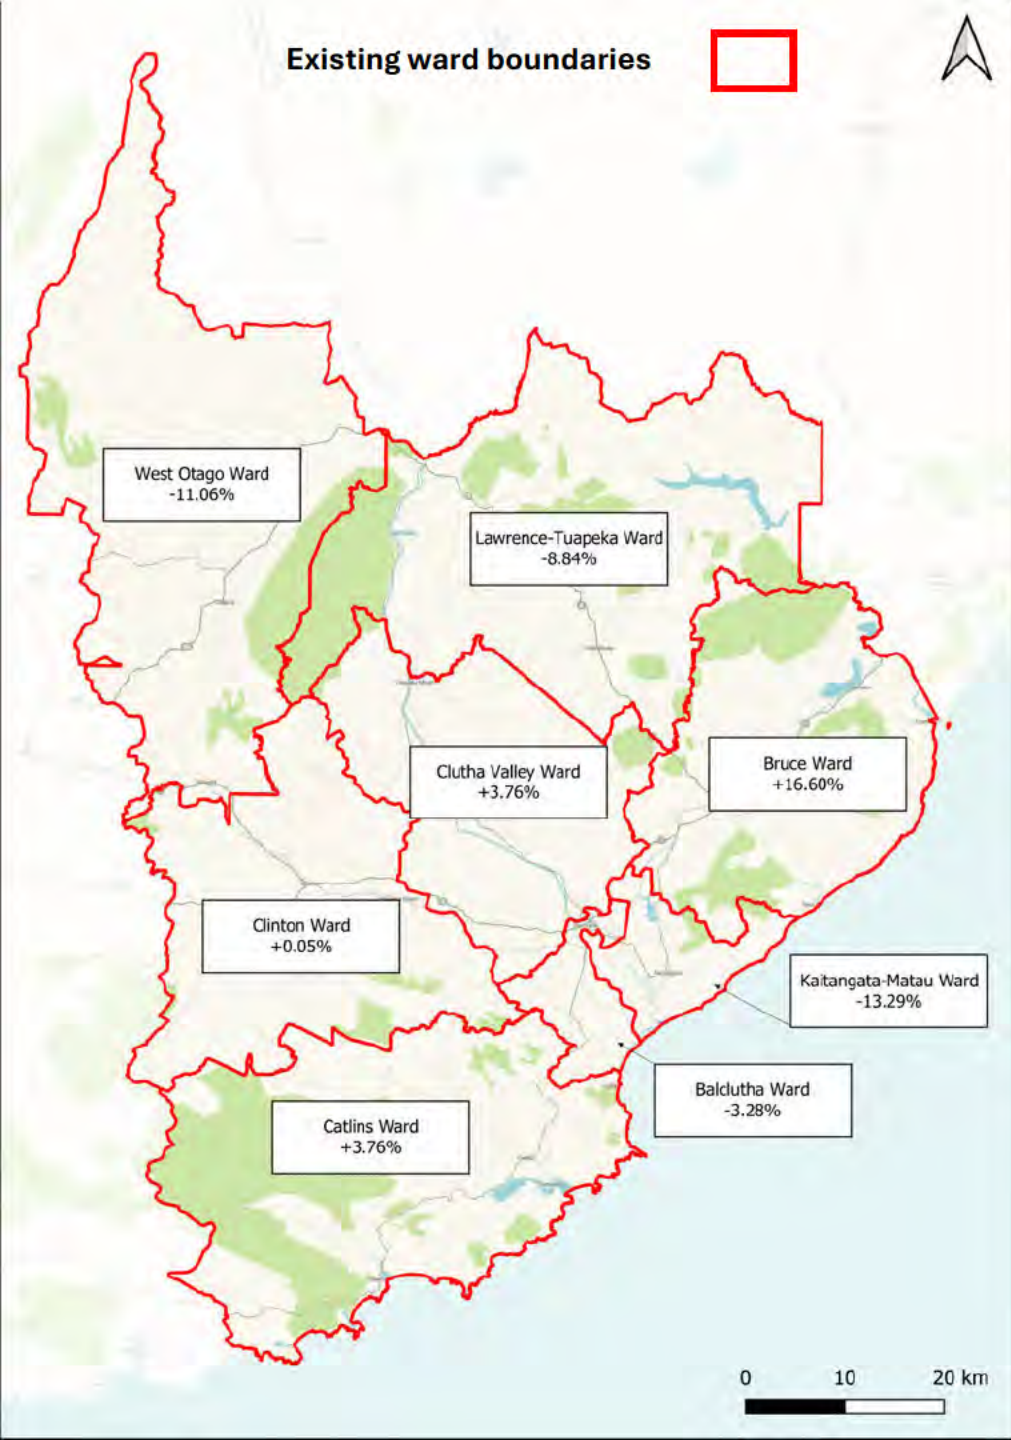 Existing ward boundaries
West Otago Ward
-11.06%
Lawrence-Tuapeka Ward
-8.84%
Clutha Valley Ward
+3.76%
Bruce Ward
+16.60%
Clinton Ward
+0.05%
Kaitangata-Matau Ward
-13.29%
Balclutha Ward
-3.28%
Catlins Ward
+3.76%
0 10 20 km